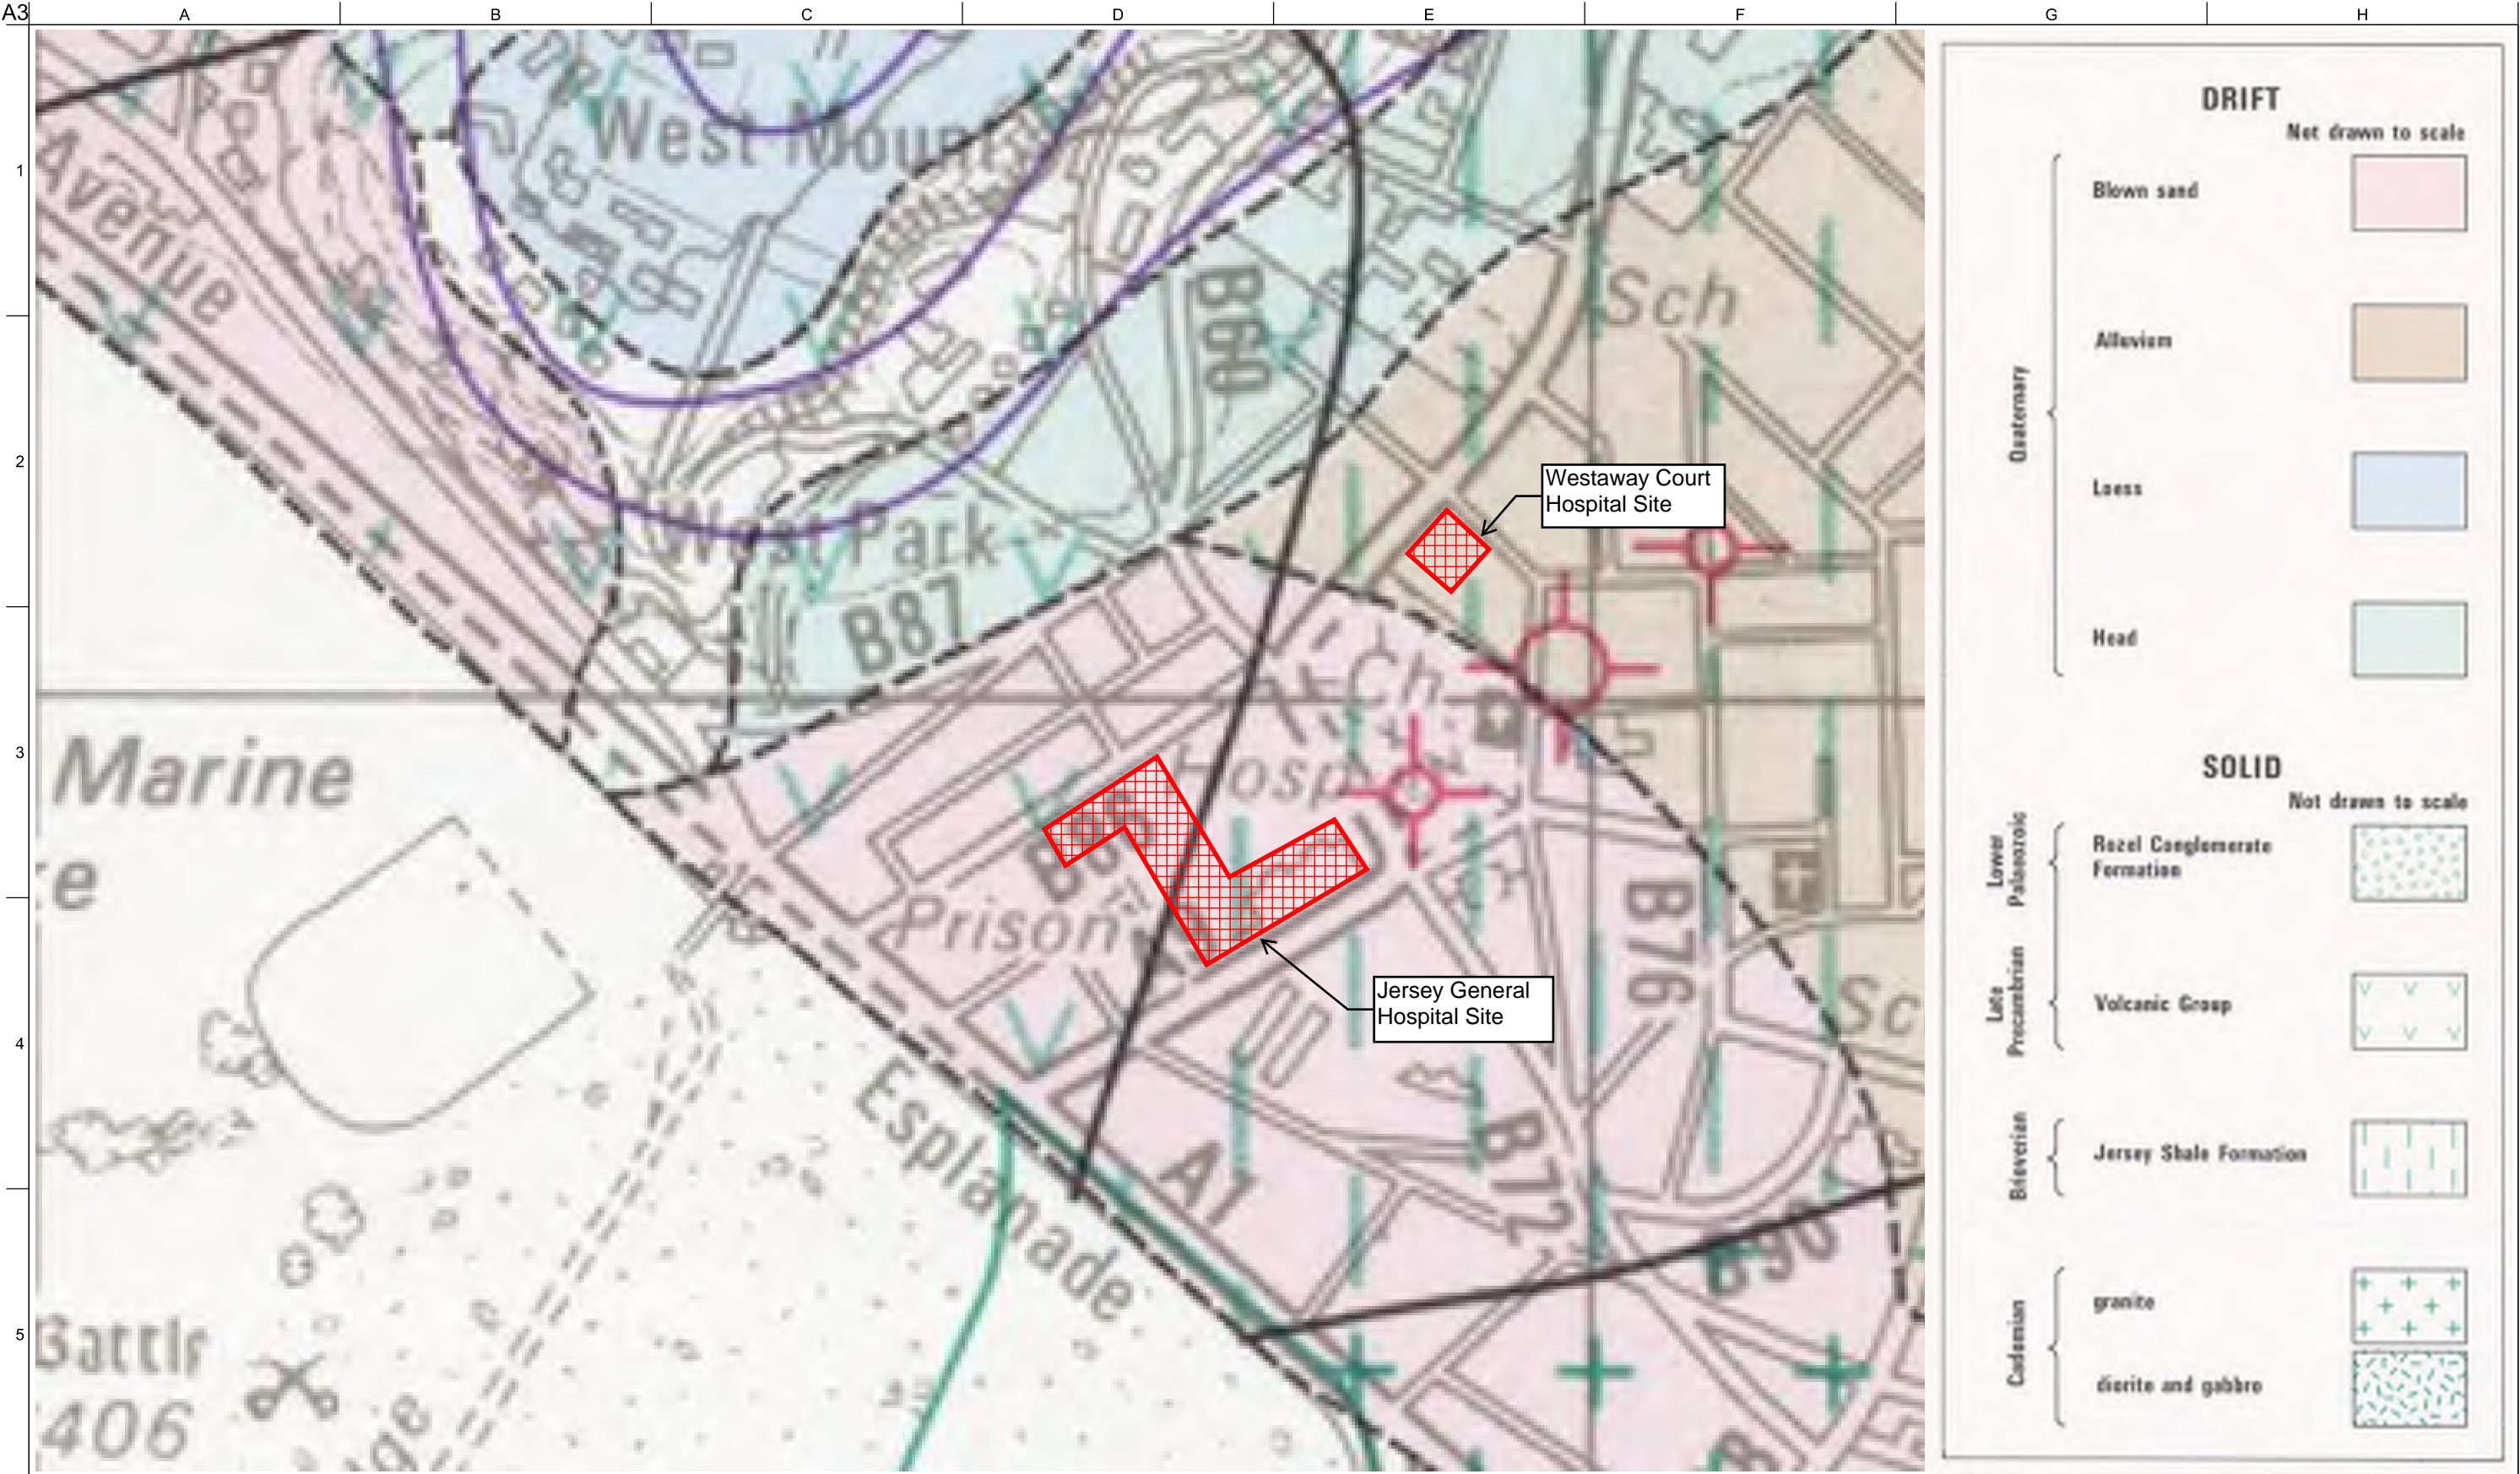 A3
A
B
C
D
E
F
G
H
1
2
3
4
5
Avenue
West Mount
B60
Sch
West Park
B87
Westaway Court
Hospital Site
Ch
Hosp
B85
Prison
Jersey General
Hospital Site
B76
Marine
Esplanade
A1
B72
B90
Sc
Battle
406
B
DRIFT
Not drawn to scale
Quaternary
Blown sand
Alluvium
Loess
Head
SOLID
Not drawn to scale
Lower
Palaeozoic
Rozel Conglomerate
Formation
Late
Precambrian
Volcanic Group
Brioverian
Jersey Shale Formation
Cadomian
granite
diorite and gabbro